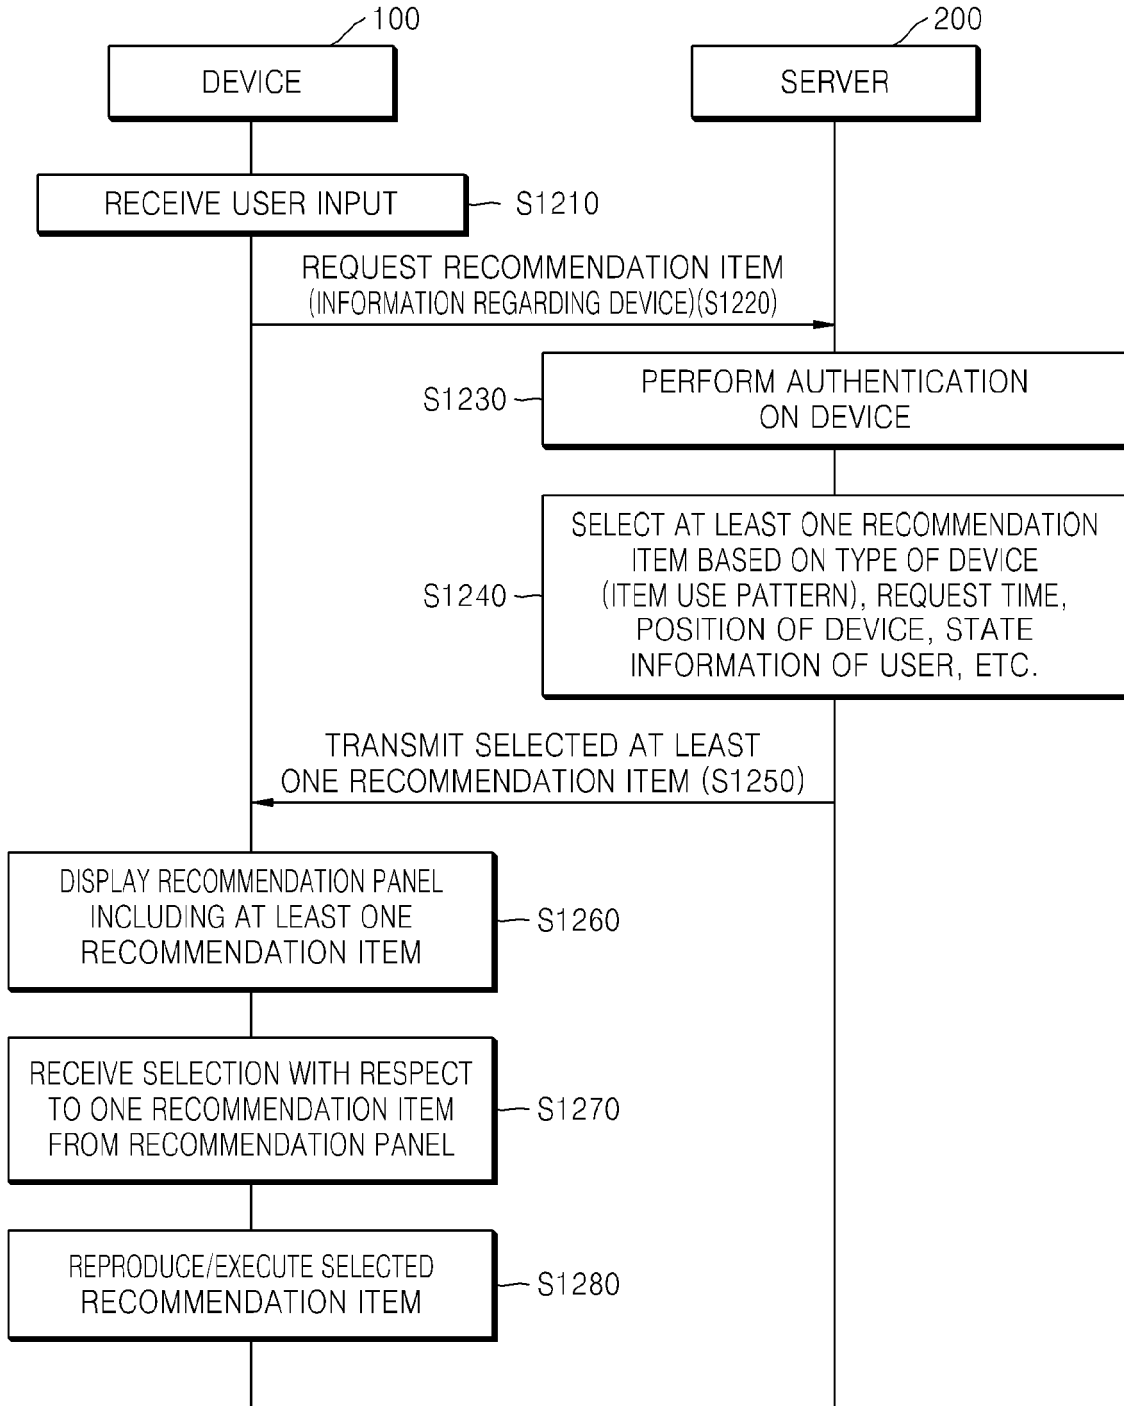 100
200
DEVICE
SERVER
RECEIVE USER INPUT
S1210
REQUEST RECOMMENDATION ITEM
(INFORMATION REGARDING DEVICE)(S1220)
S1230
PERFORM AUTHENTICATION
ON DEVICE
S1240
SELECT AT LEAST ONE RECOMMENDATION
ITEM BASED ON TYPE OF DEVICE
(ITEM USE PATTERN), REQUEST TIME,
POSITION OF DEVICE, STATE
INFORMATION OF USER, ETC.
TRANSMIT SELECTED AT LEAST
ONE RECOMMENDATION ITEM (S1250)
DISPLAY RECOMMENDATION PANEL
INCLUDING AT LEAST ONE
RECOMMENDATION ITEM
S1260
RECEIVE SELECTION WITH RESPECT
TO ONE RECOMMENDATION ITEM
FROM RECOMMENDATION PANEL
S1270
REPRODUCE/EXECUTE SELECTED
RECOMMENDATION ITEM
S1280